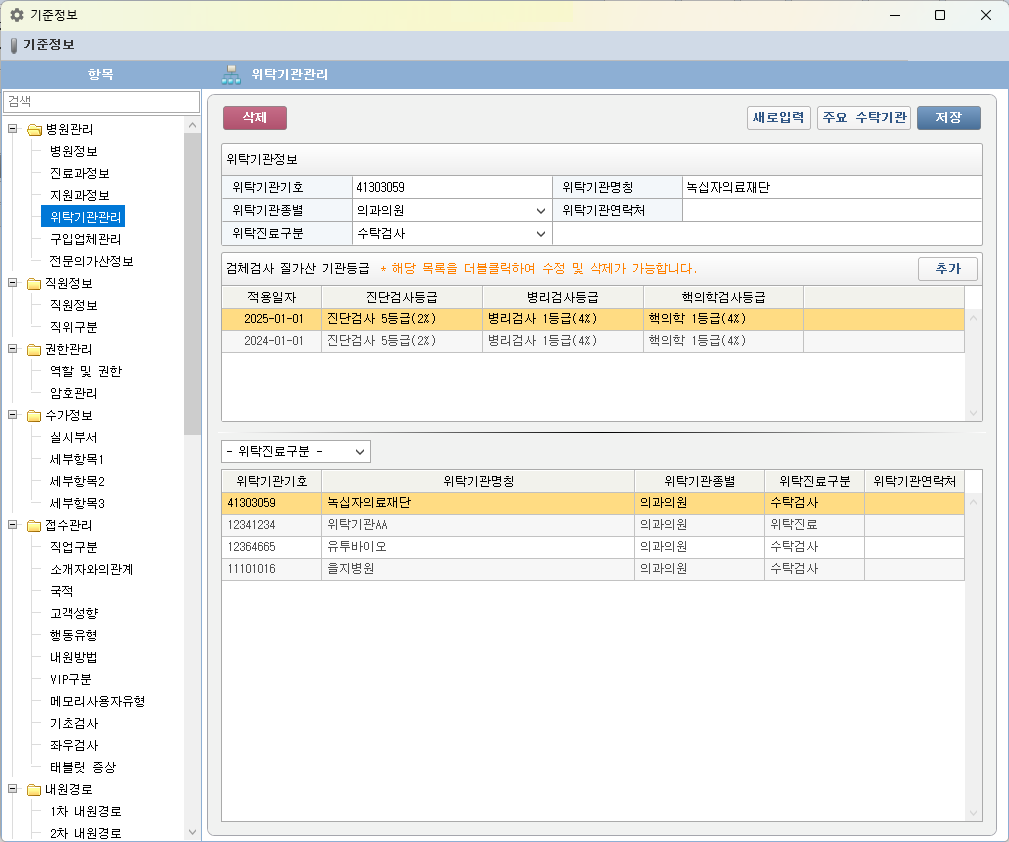 기준정보
기준정보
항목
위탁기관관리
검색
병원관리
병원정보
진료과정보
지원과정보
위탁기관관리
구입업체관리
전문의가산정보
직원정보
직원정보
직위구분
권한관리
역할 및 권한
암호관리
수가정보
실시부서
세부항목1
세부항목2
세부항목3
접수관리
직업구분
소개자와의관계
국적
고객성향
행동유형
내원방법
VIP구분
메모리사용자유형
기초검사
좌우검사
태블릿 증상
내원경로
1차 내원경로
2차 내원경로
삭제 새로입력 주요 수탁기관 저장
위탁기관정보
위탁기관기호 41303059 위탁기관명칭 녹십자의료재단
위탁기관종별 의과의원 위탁기관연락처
위탁진료구분 수탁검사
검체검사 질가산 기관등급 * 해당 목록을 더블클릭하여 수정 및 삭제가 가능합니다. 추가
적용일자 진단검사등급 병리검사등급 핵의학검사등급
2025-01-01 진단검사 5등급(2%) 병리검사 1등급(4%) 핵의학 1등급(4%)
2024-01-01 진단검사 5등급(2%) 병리검사 1등급(4%) 핵의학 1등급(4%)
- 위탁진료구분 -
위탁기관기호 위탁기관명칭 위탁기관종별 위탁진료구분 위탁기관연락처
41303059 녹십자의료재단 의과의원 수탁검사
12341234 위탁기관AA 의과의원 위탁진료
12364665 유투바이오 의과의원 수탁검사
11101016 을지병원 의과의원 수탁검사